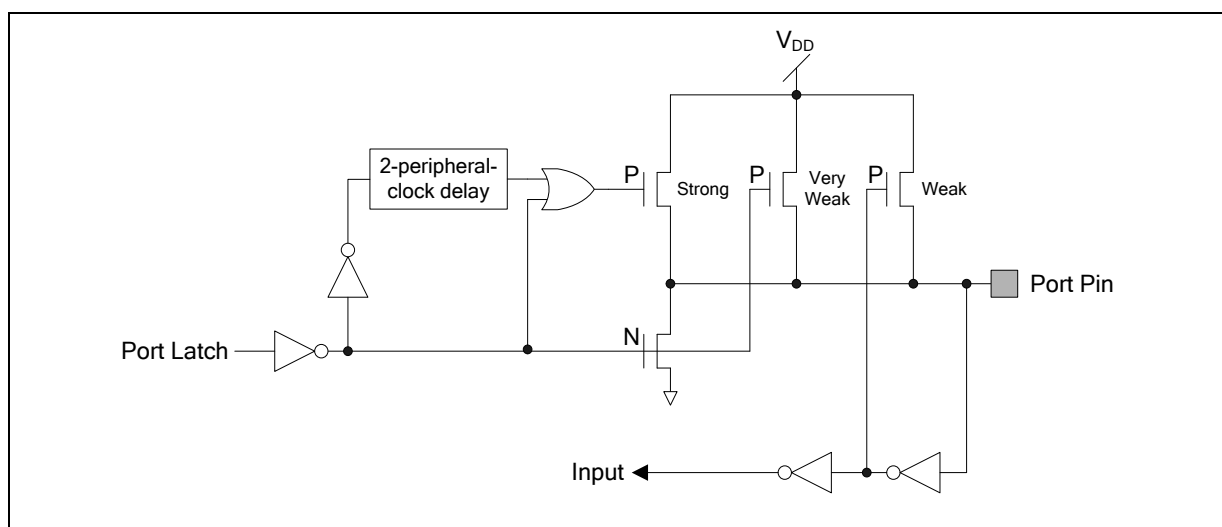 VDD
2-peripheral-
clock delay
P
Strong
P
Very
Weak
P
Weak
Port Pin
Port Latch
N
Input